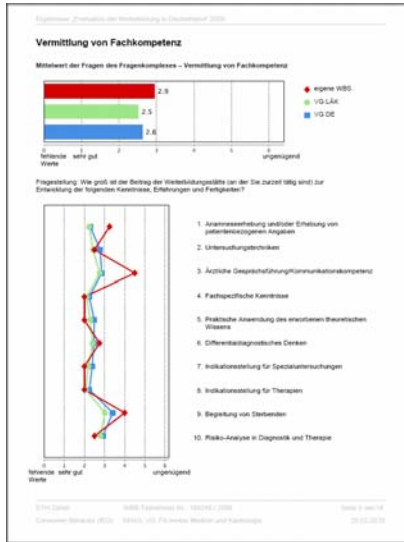 Ergebnisse „Evaluation der Weiterbildung in Deutschland“ 2009
Vermittlung von Fachkompetenz
Mittelwert der Fragen des Fragenkomplexes – Vermittlung von Fachkompetenz
2.9
2.5
2.6
eigene WBS
VG LÄK
VG DE
0 1 2 3 4 5 6
fehlende sehr gut ungenügend
Werte
Fragestellung: Wie groß ist der Beitrag der Weiterbildungsstätte (an der Sie zurzeit tätig sind) zur
Entwicklung der folgenden Kenntnisse, Erfahrungen und Fertigkeiten?
1. Anamneseerhebung und/oder Erhebung von
patientenbezogenen Angaben
2. Untersuchungstechniken
3. Ärztliche Gesprächsführung/Kommunikationskompetenz
4. Fachspezifische Kenntnisse
5. Praktische Anwendung des erworbenen theoretischen
Wissens
6. Differentialdiagnostisches Denken
7. Indikationsstellung für Spezialuntersuchungen
8. Indikationsstellung für Therapien
9. Begleitung von Sterbenden
10. Risiko-Analyse in Diagnostik und Therapie
0 1 2 3 4 5 6
fehlende sehr gut ungenügend
Werte
ETH Zürich
Consumer Behavior (IED)